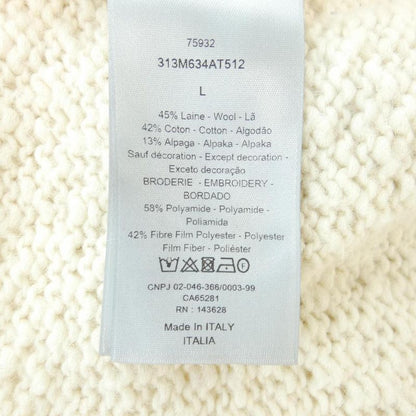 75932
313M634AT512
L
45% Laine - Wool - Lã
42% Coton - Cotton - Algodão
13% Alpaga - Alpaka - Alpaka
Sauf décoration - Except decoration -
Exceto decoração
BRODERIE - EMBROIDERY -
BORDADO
58% Polyamide - Polyamide -
Poliamida
42% Fibre Film Polyester - Polyester
Film Fiber - Poliéster
CNPJ 02-046-366/0003-99
CA65281
RN : 143628
Made In ITALY
ITALIA